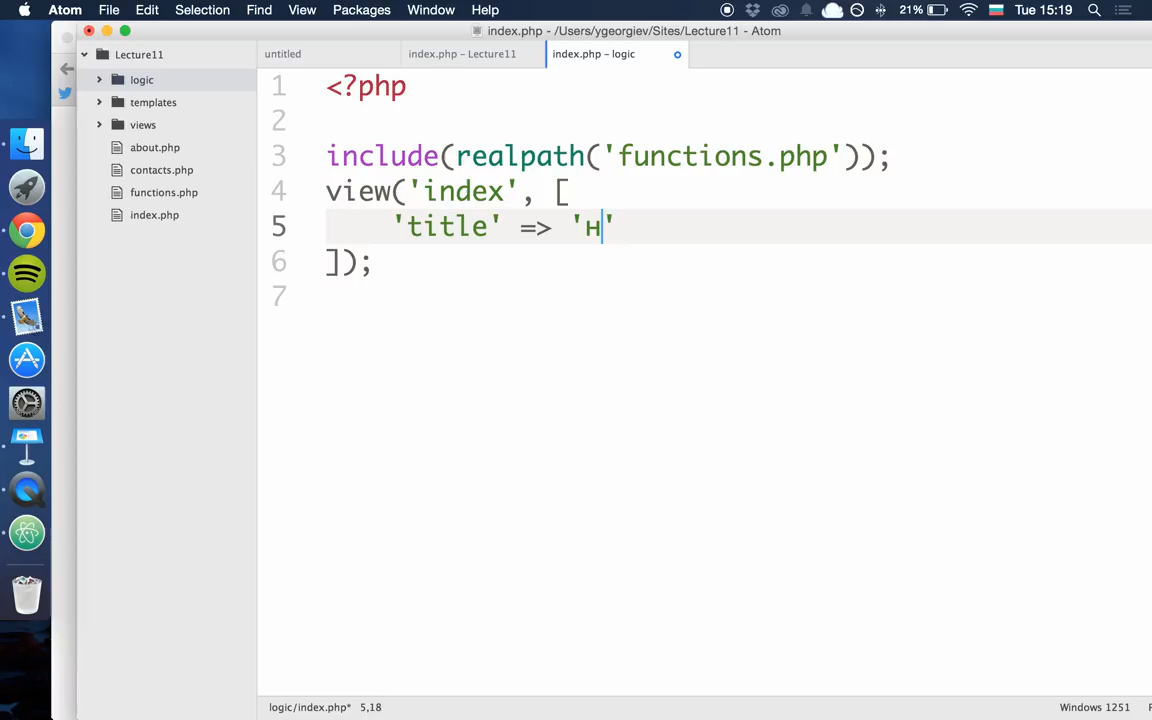 Atom File Edit Selection Find View Packages Window Help 21% Tue 15:19
index.php - /Users/ygeorgiev/Sites/Lecture11 - Atom
Lecture11
logic
templates
views
about.php
contacts.php
functions.php
index.php
untitled
index.php – Lecture11
index.php – logic
1 <?php
2
3 include(realpath('functions.php'));
4 view('index', [
5 'title' => 'н'
6 ]);
7
logic/index.php* 5,18
Windows 1251